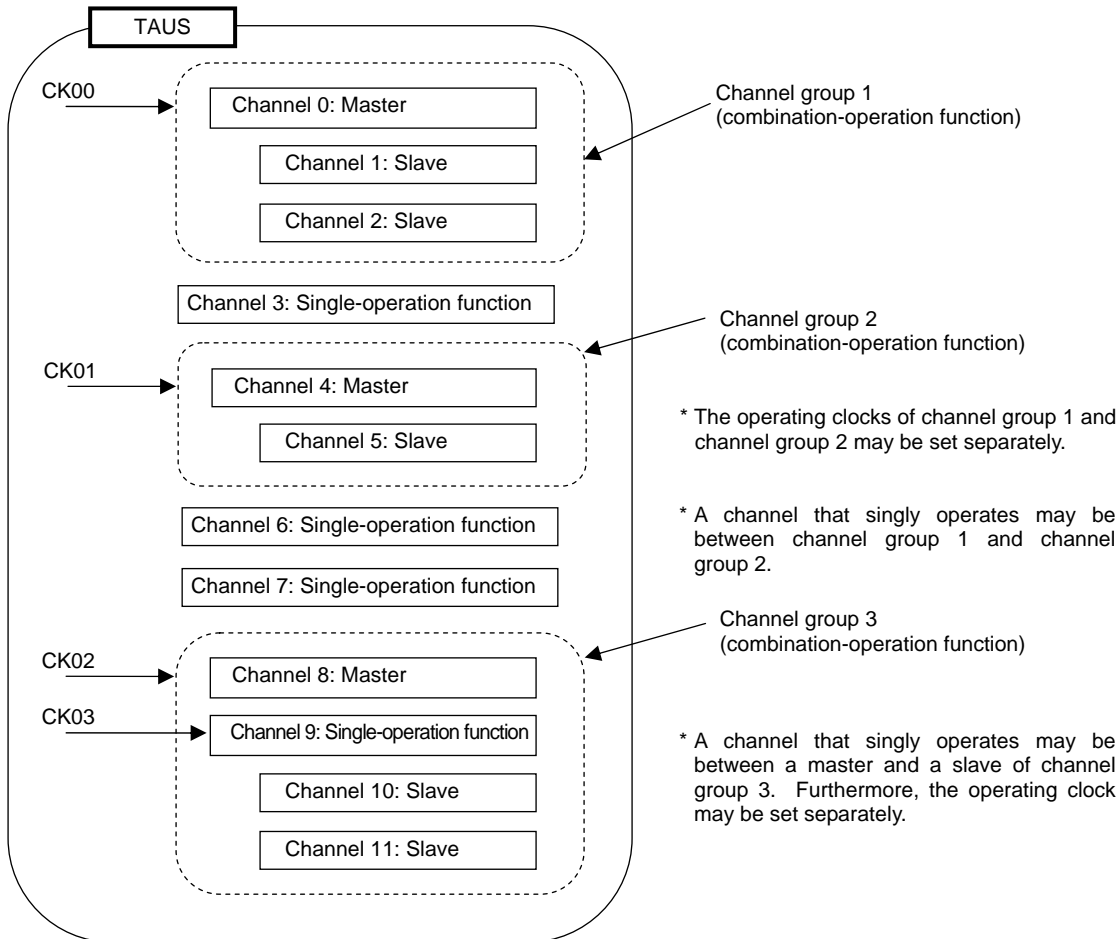 TAUS
CK00
Channel 0: Master
Channel 1: Slave
Channel 2: Slave
Channel group 1
(combination-operation function)
Channel 3: Single-operation function
Channel group 2
(combination-operation function)
CK01
Channel 4: Master
Channel 5: Slave
* The operating clocks of channel group 1 and
channel group 2 may be set separately.
Channel 6: Single-operation function
* A channel that singly operates may be
between channel group 1 and channel
group 2.
Channel 7: Single-operation function
Channel group 3
(combination-operation function)
CK02
Channel 8: Master
CK03
Channel 9: Single-operation function
Channel 10: Slave
Channel 11: Slave
* A channel that singly operates may be
between a master and a slave of channel
group 3. Furthermore, the operating clock
may be set separately.